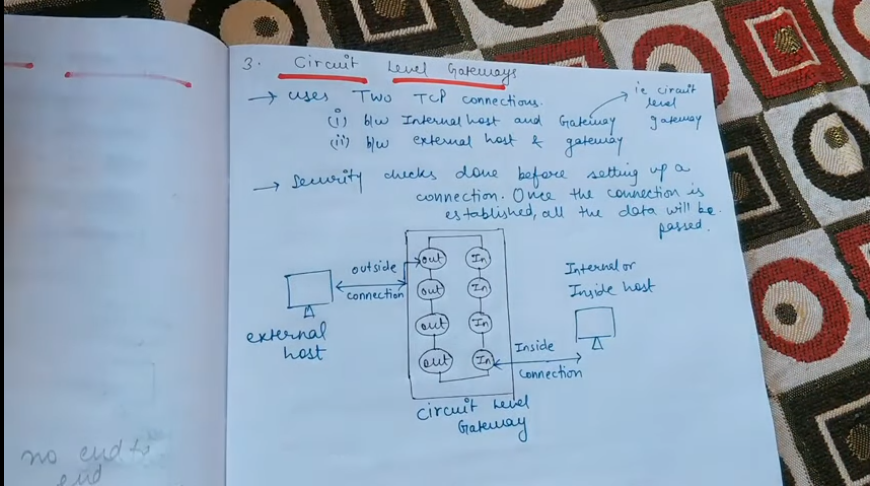 3. Circuit Level Gateways
→ uses Two TCP connections.
(i) b/w Internal host and Gateway
ie circuit
level
gateway
(ii) b/w external host & gateway
→ Security checks done before setting up a
connection. Once the connection is
established, all the data will be
passed.
outside
connection
external
host
out In
out In
out In
out In
Internal or
Inside host
Inside
connection
Circuit Level
Gateway
no end to
end